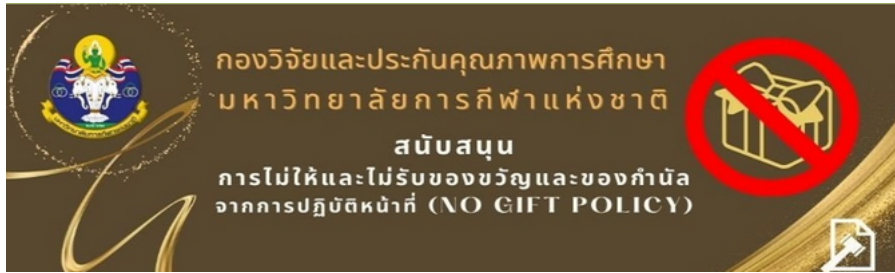 กองวิจัยและประกันคุณภาพการศึกษา
มหาวิทยาลัยการกีฬาแห่งชาติ
สนับสนุน
การไม่ให้และไม่รับของขวัญและของกำนัล
จากการปฏิบัติหน้าที่ (NO GIFT POLICY)